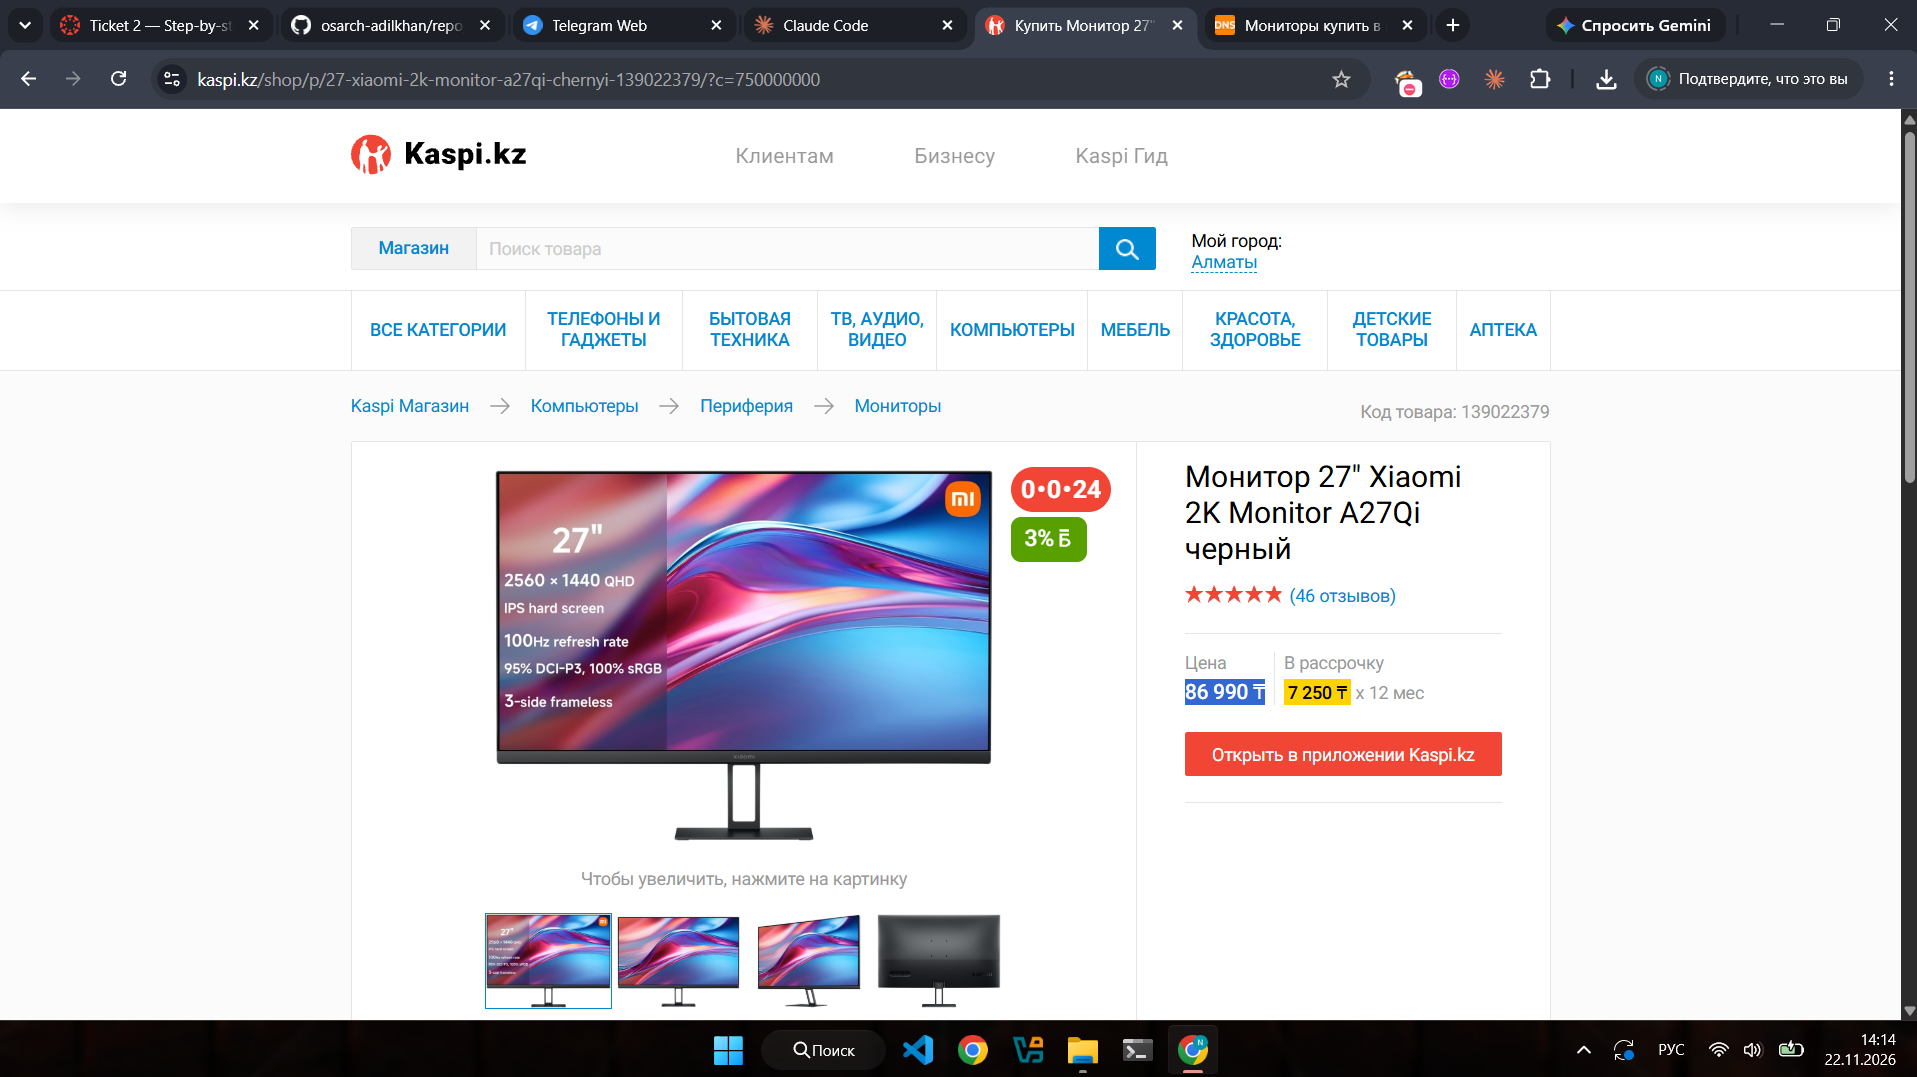 Ticket 2 — Step-by-st
osarch-adilkhan/repo
Telegram Web
Claude Code
Купить Монитор 27"
DNS
Мониторы купить в
Спросить Gemini
kaspi.kz/shop/p/27-xiaomi-2k-monitor-a27qi-chernyi-139022379/?c=750000000
N
Подтвердите, что это вы
Kaspi.kz
Клиентам
Бизнесу
Kaspi Гид
Магазин
Поиск товара
Мой город:
Алматы
ВСЕ КАТЕГОРИИ
ТЕЛЕФОНЫ И
ГАДЖЕТЫ
БЫТОВАЯ
ТЕХНИКА
ТВ, АУДИО,
ВИДЕО
КОМПЬЮТЕРЫ
МЕБЕЛЬ
КРАСОТА,
ЗДОРОВЬЕ
ДЕТСКИЕ
ТОВАРЫ
АПТЕКА
Kaspi Магазин
Компьютеры
Периферия
Мониторы
Код товара: 139022379
mi
27"
2560 × 1440 QHD
IPS hard screen
100Hz refresh rate
95% DCI-P3, 100% sRGB
3-side frameless
xiaomi
0•0•24
3% Б
Монитор 27" Xiaomi
2K Monitor A27Qi
черный
(46 отзывов)
Цена
86 990 ₸
В рассрочку
7 250 ₸ x 12 мес
Открыть в приложении Kaspi.kz
Чтобы увеличить, нажмите на картинку
27"
Поиск
РУС
14:14
22.11.2026